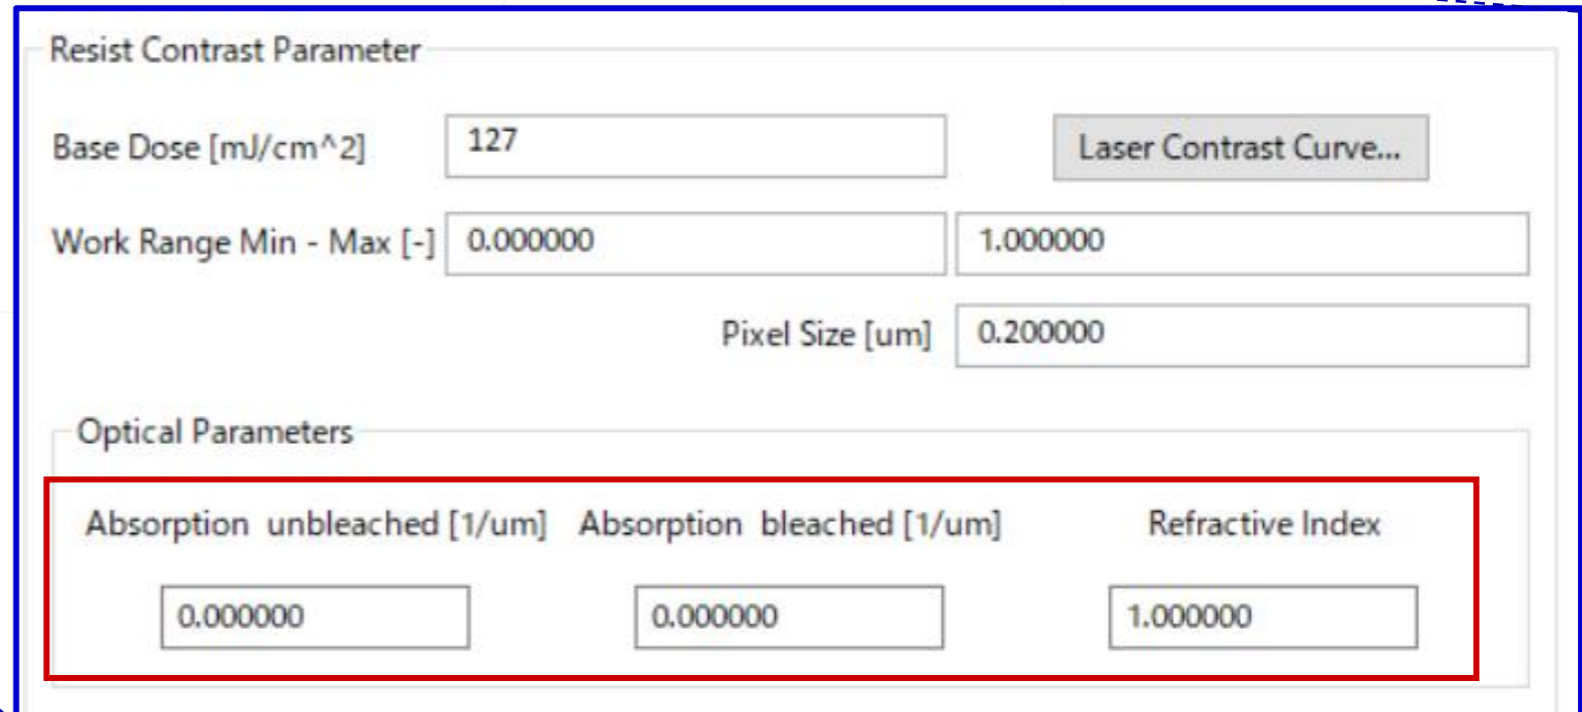 Resist Contrast Parameter
Base Dose [mJ/cm^2] 127 Laser Contrast Curve...
Work Range Min - Max [-] 0.000000 1.000000
Pixel Size [um] 0.200000
Optical Parameters
Absorption unbleached [1/um] Absorption bleached [1/um] Refractive Index
0.000000 0.000000 1.000000